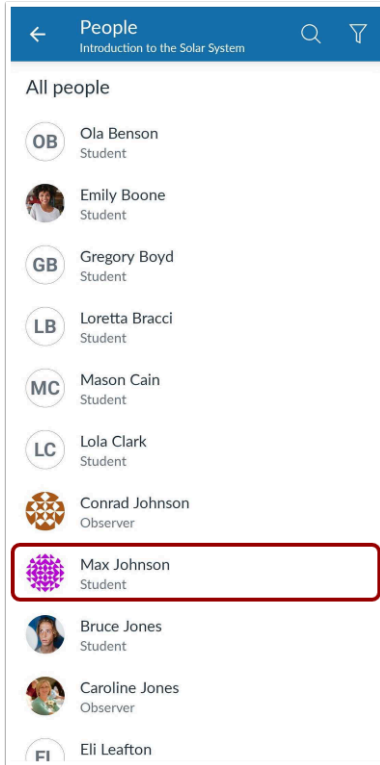 People
Introduction to the Solar System
All people
OB
Ola Benson
Student
Emily Boone
Student
GB
Gregory Boyd
Student
LB
Loretta Bracci
Student
MC
Mason Cain
Student
LC
Lola Clark
Student
Conrad Johnson
Observer
Max Johnson
Student
Bruce Jones
Student
Caroline Jones
Observer
EL
Eli Leafton